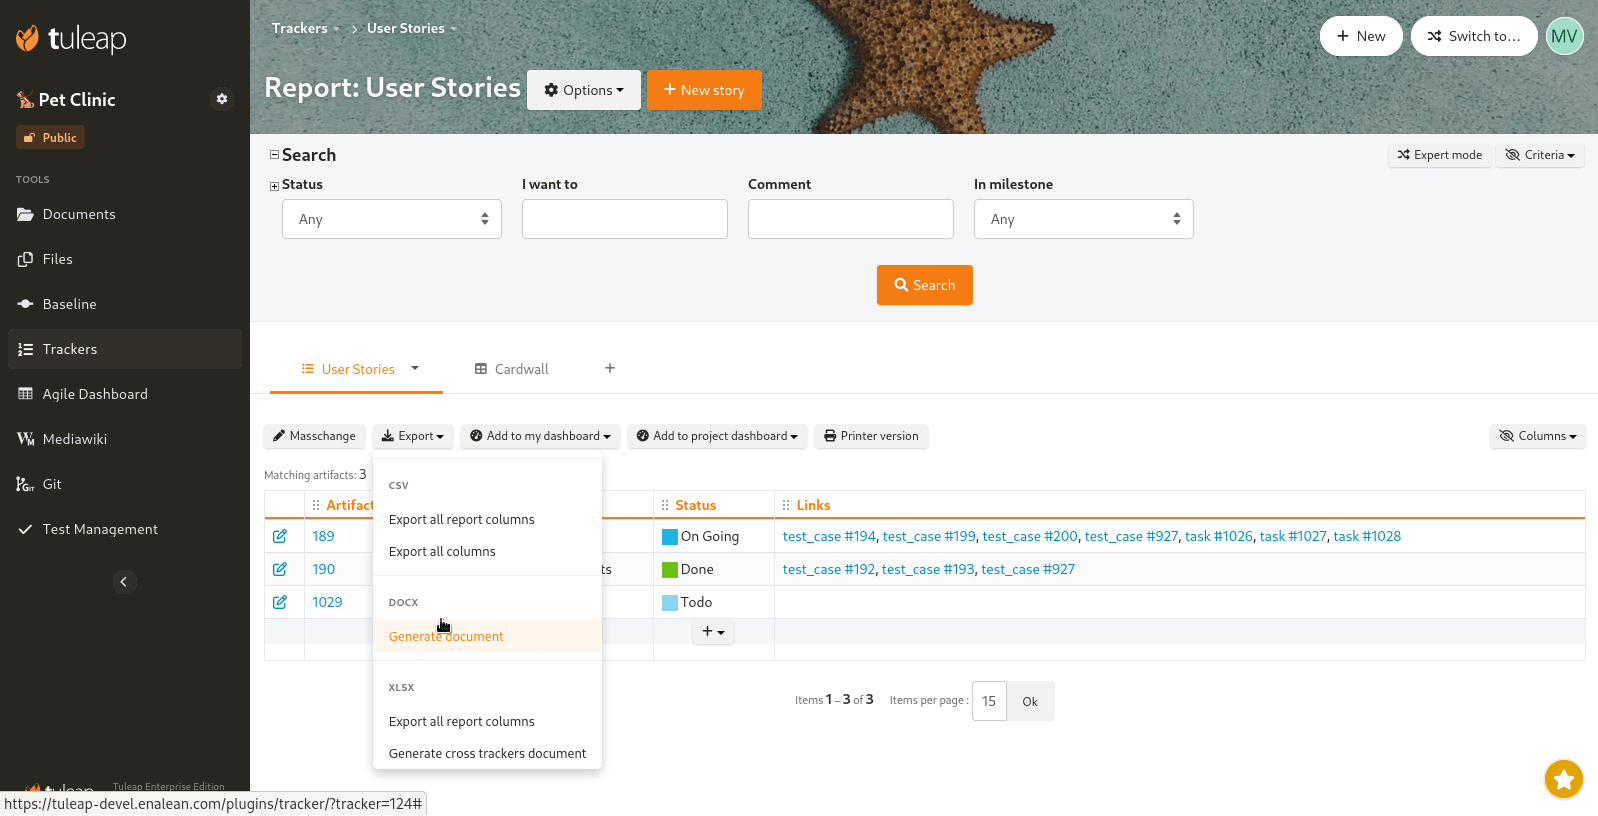 tuleap
Trackers
User Stories
New
Switch to...
MV
Report: User Stories
Options
New story
Pet Clinic
Public
TOOLS
Documents
Files
Baseline
Trackers
Agile Dashboard
Mediawiki
Git
Test Management
Search
Expert mode
Criteria
Status
I want to
Comment
In milestone
Any
Any
Search
User Stories
Cardwall
Masschange
Export
Add to my dashboard
Add to project dashboard
Printer version
Columns
Matching artifacts: 3
Status
Links
189
On Going
test_case #194, test_case #199, test_case #200, test_case #927, task #1026, task #1027, task #1028
190
Done
test_case #192, test_case #193, test_case #927
1029
Todo
CSV
Export all report columns
Export all columns
DOCX
Generate document
XLSX
Export all report columns
Generate cross trackers document
Items 1 – 3 of 3
Items per page :
15
Ok
Tuleap Enterprise Edition
https://tuleap-devel.enalean.com/plugins/tracker/?tracker=124#